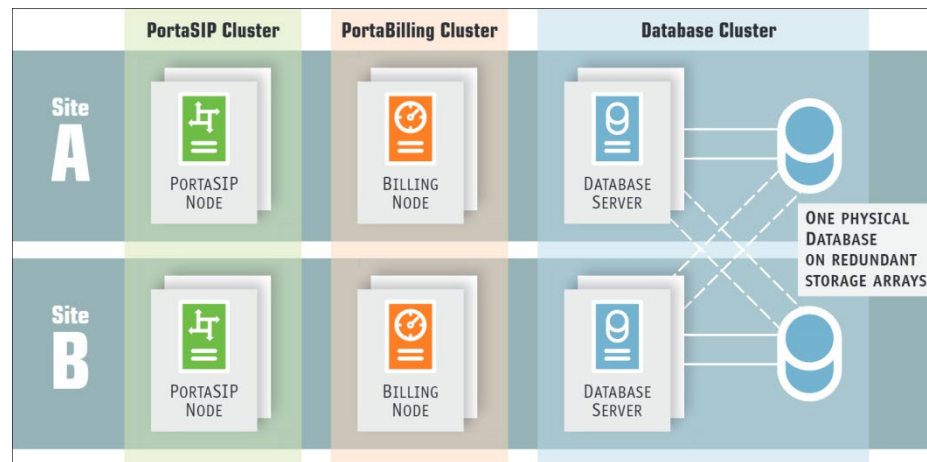 PortaSIP Cluster
PortaBilling Cluster
Database Cluster
Site
A
PORTASIP
NODE
BILLING
NODE
DATABASE
SERVER
ONE PHYSICAL
DATABASE
ON REDUNDANT
STORAGE ARRAYS
Site
B
PORTASIP
NODE
BILLING
NODE
DATABASE
SERVER